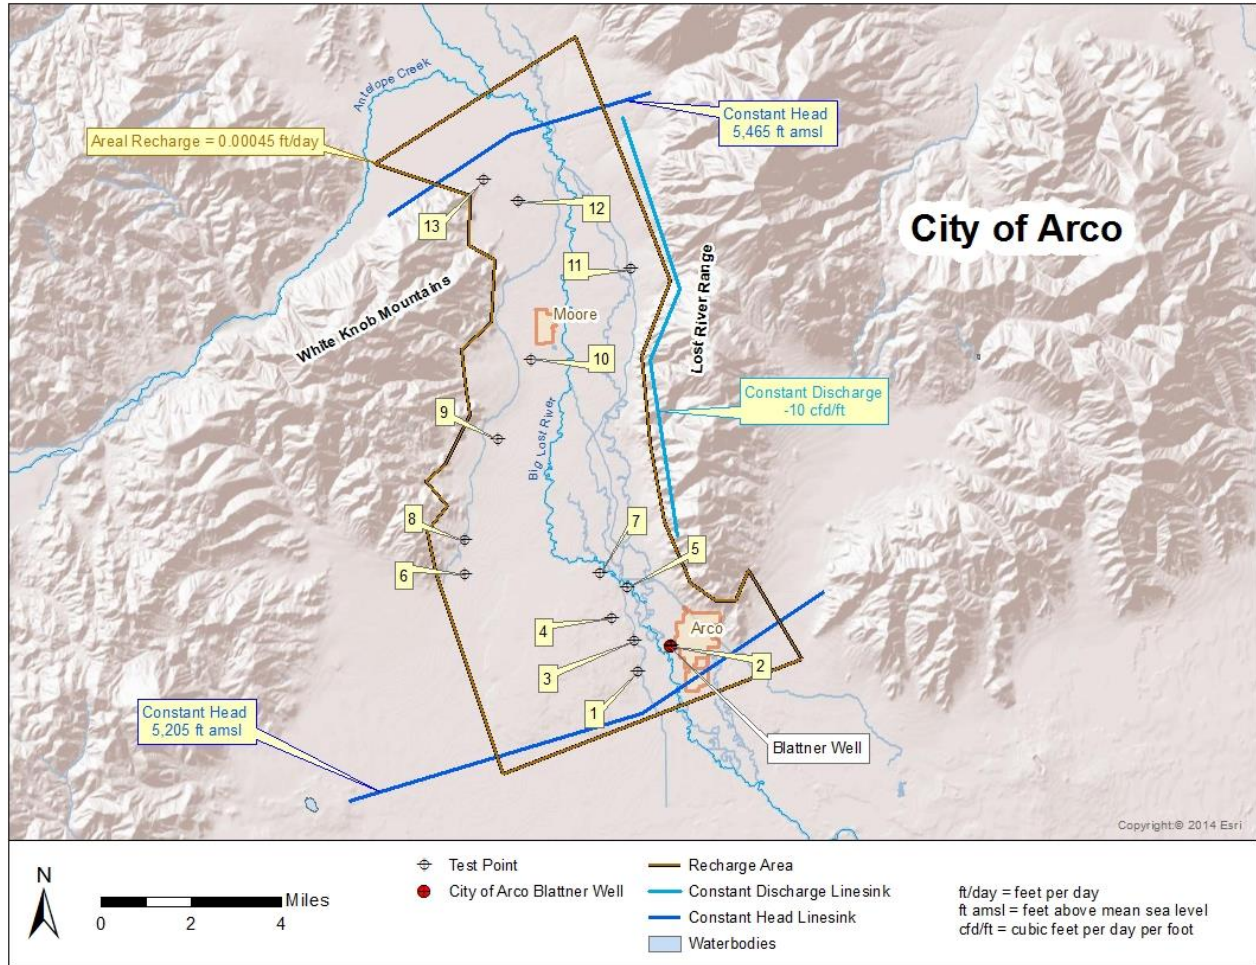 Antelope Creek
Constant Head
5,465 ft amsl
Areal Recharge = 0.00045 ft/day
13
12
City of Arco
11
White Knob Mountains
Lost River Range
Moore
10
Constant Discharge
-10 cfd/ft
9
Big Lost River
8
7
5
6
4
Arco
3
2
1
Constant Head
5,205 ft amsl
Blattner Well
Copyright:© 2014 Esri
N
Miles
0 2 4
Test Point
City of Arco Blattner Well
Recharge Area
Constant Discharge Linesink
Constant Head Linesink
Waterbodies
ft/day = feet per day
ft amsl = feet above mean sea level
cfd/ft = cubic feet per day per foot